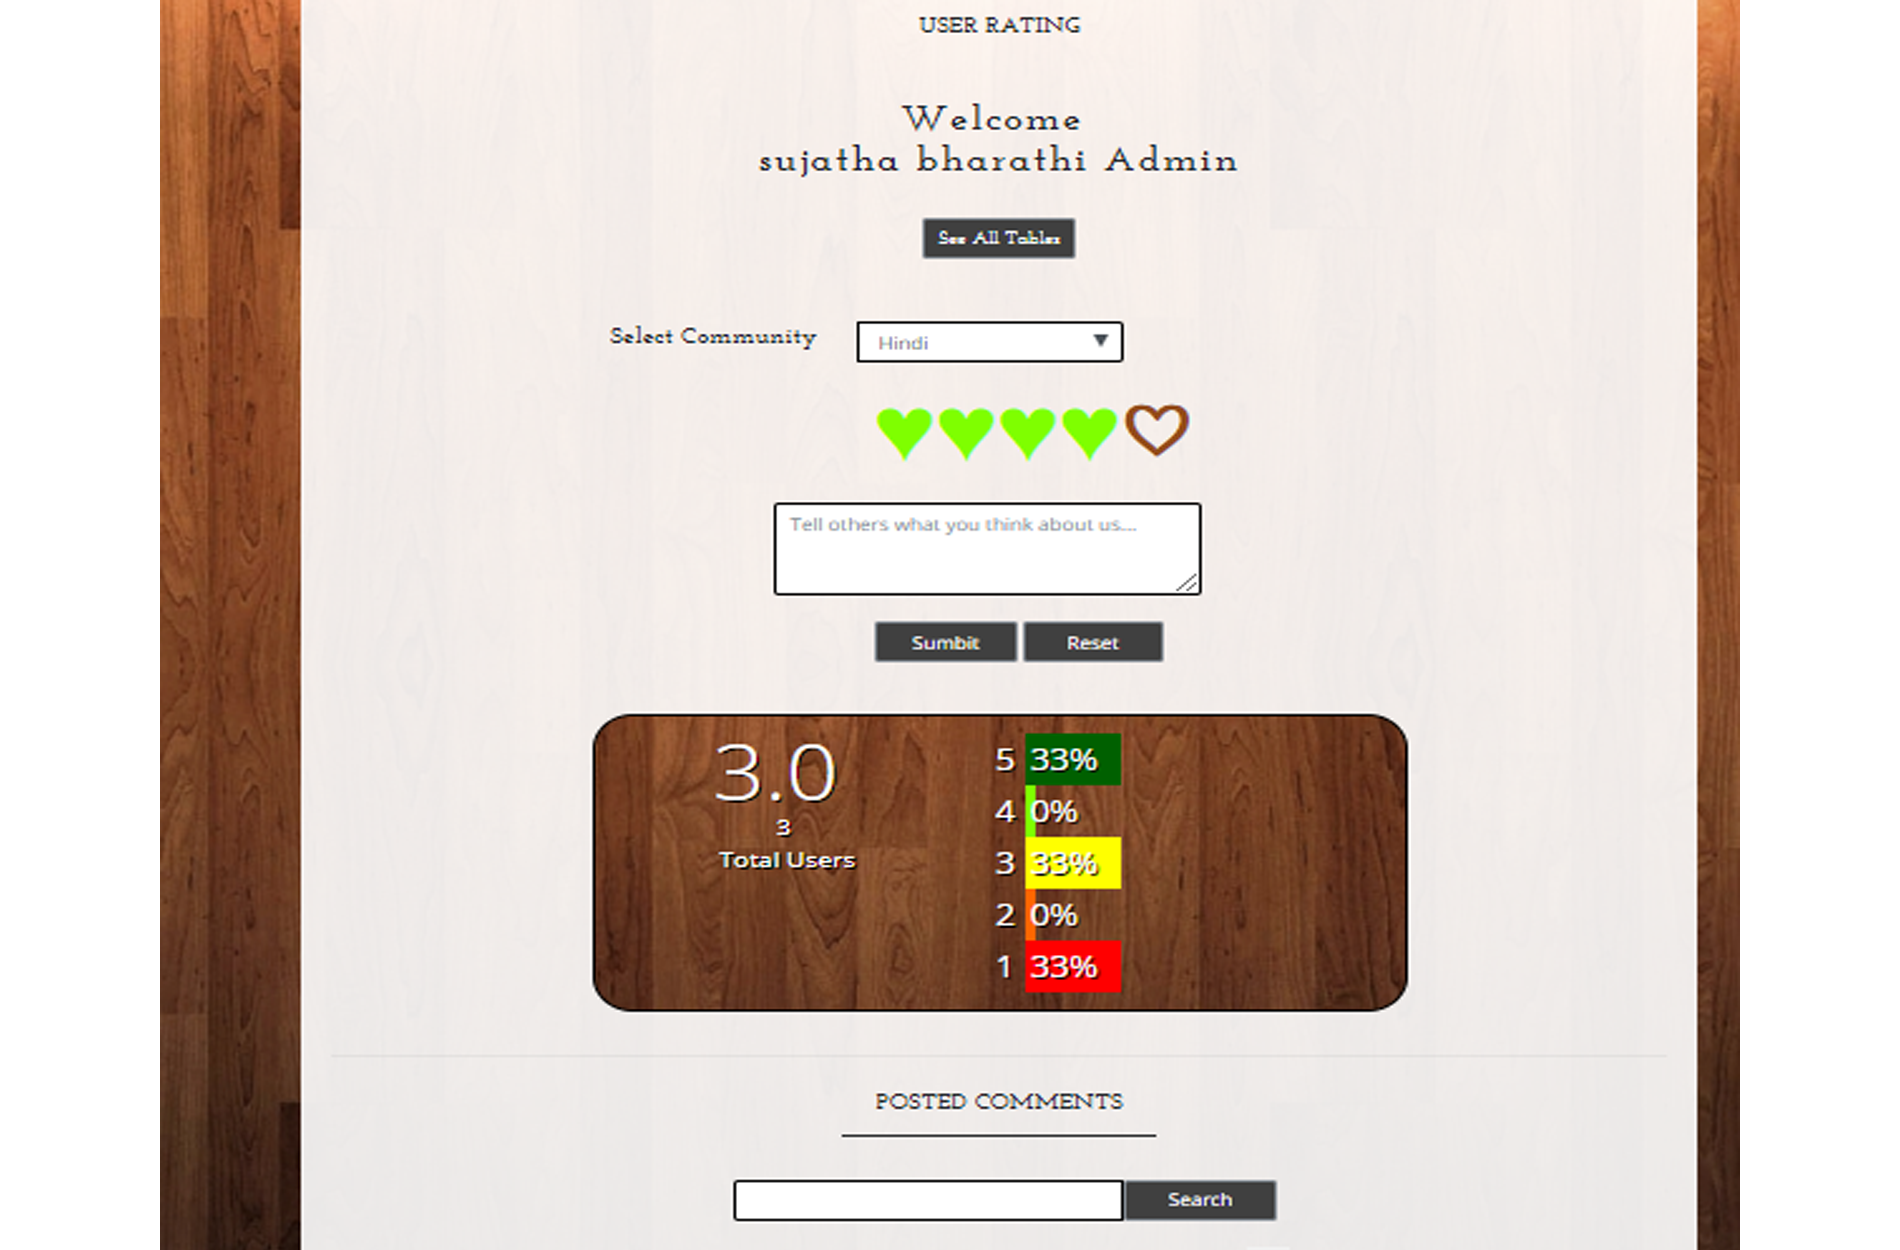 USER RATING
Welcome
sujatha bharathi Admin
See All Tables
Select Community
Hindi
Tell others what you think about us...
Sumbit
Reset
3.0
3
Total Users
5 33%
4 0%
3 33%
2 0%
1 33%
POSTED COMMENTS
Search